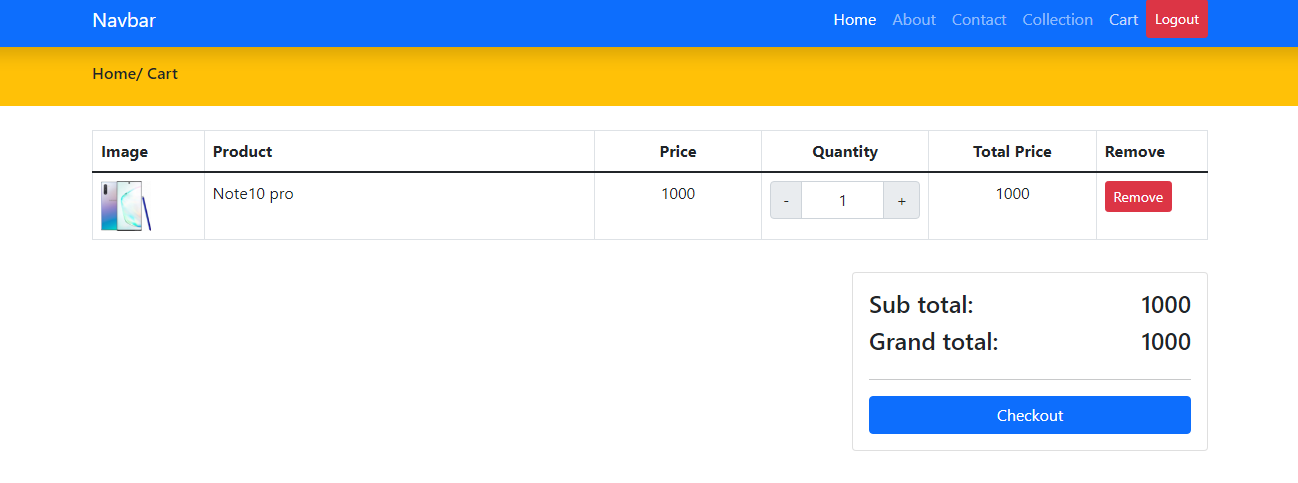 Navbar Home About Contact Collection Cart Logout
Home/ Cart
Image Product Price Quantity Total Price Remove
Note10 pro 1000 - 1 + 1000 Remove
Sub total: 1000
Grand total: 1000
Checkout